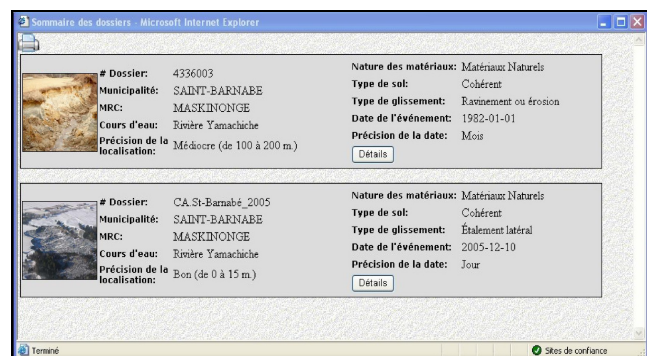 Sommaire des dossiers - Microsoft Internet Explorer
# Dossier: 4336003
Municipalité: SAINT-BARNABE
MRC: MASKINONGE
Cours d'eau: Rivière Yamachiche
Précision de la localisation: Médiocre (de 100 à 200 m.)
Nature des matériaux: Matériaux Naturels
Type de sol: Cohérent
Type de glissement: Ravinement ou érosion
Date de l'événement: 1982-01-01
Précision de la date: Mois
Détails
# Dossier: CA.St-Barnabé_2005
Municipalité: SAINT-BARNABE
MRC: MASKINONGE
Cours d'eau: Rivière Yamachiche
Précision de la localisation: Bon (de 0 à 15 m.)
Nature des matériaux: Matériaux Naturels
Type de sol: Cohérent
Type de glissement: Étalement latéral
Date de l'événement: 2005-12-10
Précision de la date: Jour
Détails
Terminé
Sites de confiance